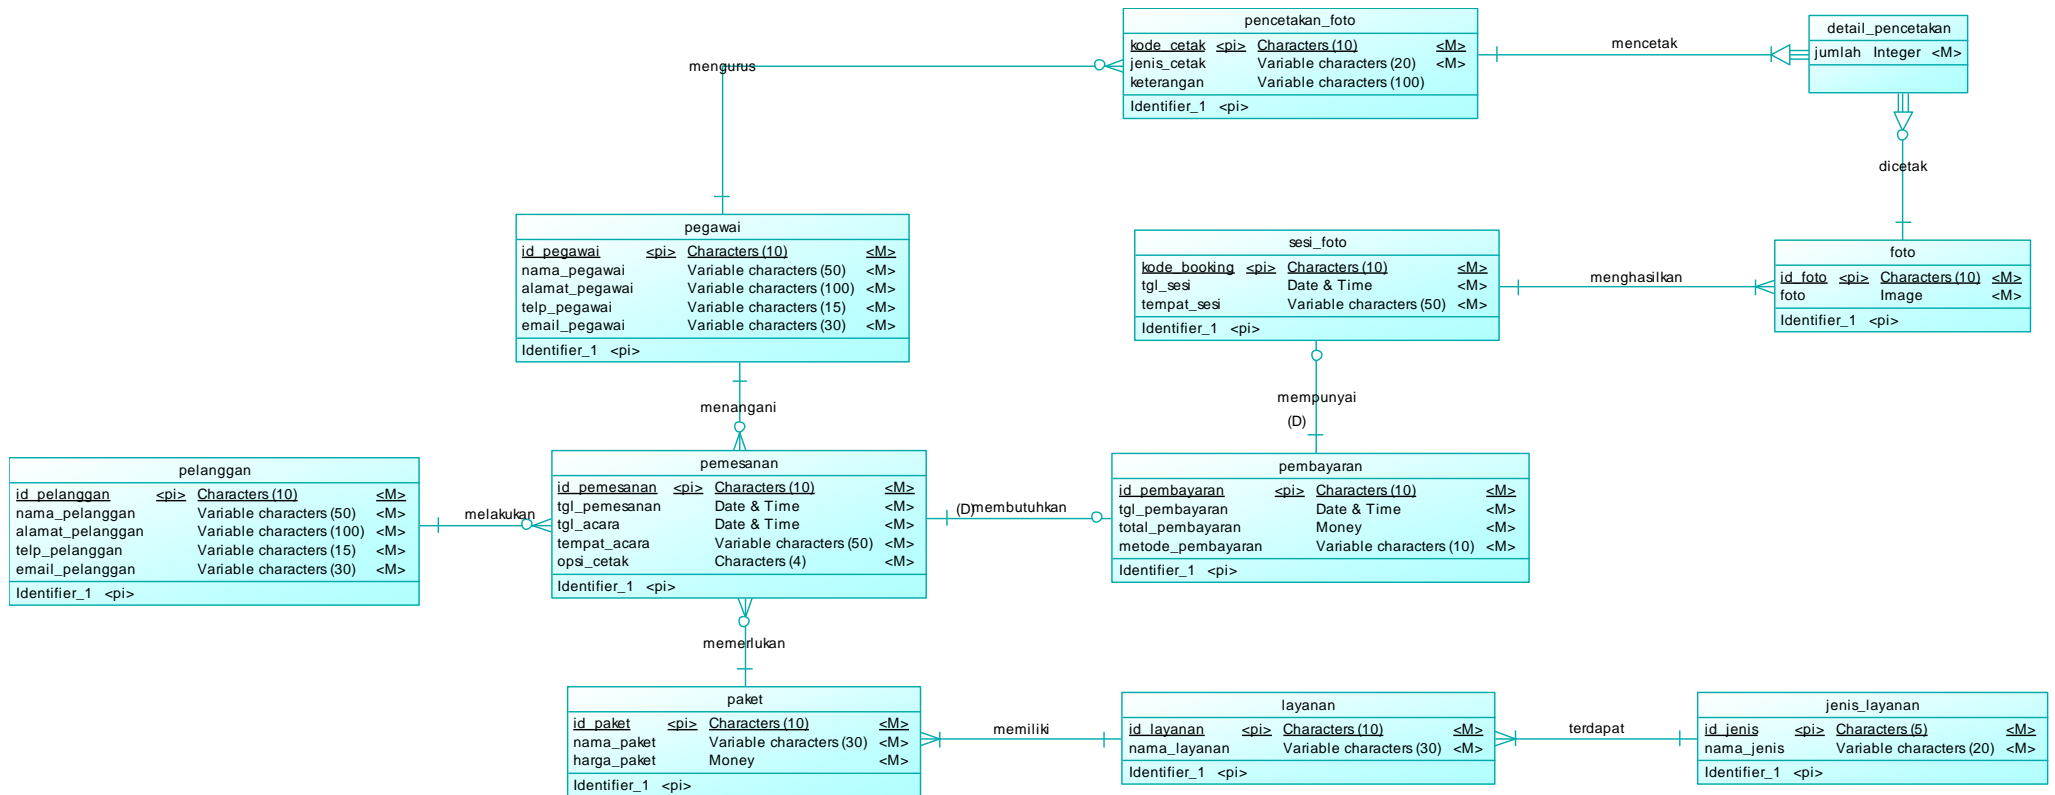 pencetakan_foto
kode_cetak <pi> Characters (10) <M>
jenis_cetak Variable characters (20) <M>
keterangan Variable characters (100)
Identifier_1 <pi>
mencetak
detail_pencetakan
jumlah Integer <M>
mengurus
dicetak
pegawai
id_pegawai <pi> Characters (10) <M>
nama_pegawai Variable characters (50) <M>
alamat_pegawai Variable characters (100) <M>
telp_pegawai Variable characters (15) <M>
email_pegawai Variable characters (30) <M>
Identifier_1 <pi>
sesi_foto
kode_booking <pi> Characters (10) <M>
tgl_sesi Date & Time <M>
tempat_sesi Variable characters (50) <M>
Identifier_1 <pi>
menghasilkan
foto
id_foto <pi> Characters (10) <M>
foto Image <M>
Identifier_1 <pi>
menangani
mempunyai
(D)
pelanggan
id_pelanggan <pi> Characters (10) <M>
nama_pelanggan Variable characters (50) <M>
alamat_pelanggan Variable characters (100) <M>
telp_pelanggan Variable characters (15) <M>
email_pelanggan Variable characters (30) <M>
Identifier_1 <pi>
melakukan
pemesanan
id_pemesanan <pi> Characters (10) <M>
tgl_pemesanan Date & Time <M>
tgl_acara Date & Time <M>
tempat_acara Variable characters (50) <M>
opsi_cetak Characters (4) <M>
Identifier_1 <pi>
(D) membutuhkan
pembayaran
id_pembayaran <pi> Characters (10) <M>
tgl_pembayaran Date & Time <M>
total_pembayaran Money <M>
metode_pembayaran Variable characters (10) <M>
Identifier_1 <pi>
memerlukan
paket
id_paket <pi> Characters (10) <M>
nama_paket Variable characters (30) <M>
harga_paket Money <M>
Identifier_1 <pi>
memiliki
layanan
id_layanan <pi> Characters (10) <M>
nama_layanan Variable characters (30) <M>
Identifier_1 <pi>
terdapat
jenis_layanan
id_jenis <pi> Characters (5) <M>
nama_jenis Variable characters (20) <M>
Identifier_1 <pi>